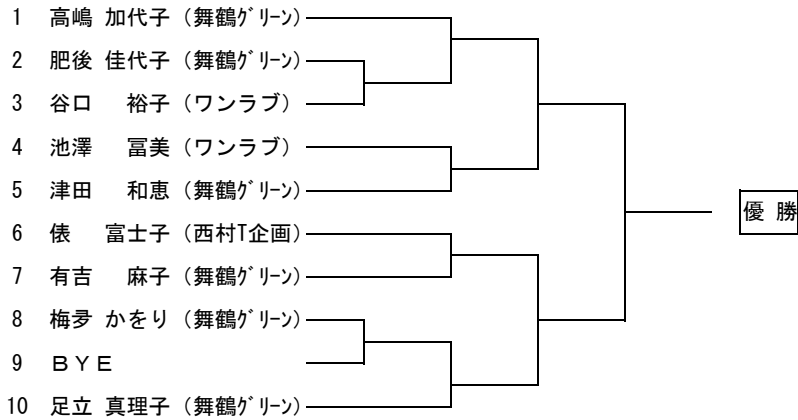 1 高嶋 加代子 (舞鶴ｸﾞﾘｰﾝ)
2 肥後 佳代子 (舞鶴ｸﾞﾘｰﾝ)
3 谷口 裕子 (ワンラブ)
4 池澤 冨美 (ワンラブ)
5 津田 和恵 (舞鶴ｸﾞﾘｰﾝ)
優 勝
6 俵 富士子 (西村T企画)
7 有吉 麻子 (舞鶴ｸﾞﾘｰﾝ)
8 梅夛 かをり (舞鶴ｸﾞﾘｰﾝ)
9 ＢＹＥ
10 足立 真理子 (舞鶴ｸﾞﾘｰﾝ)